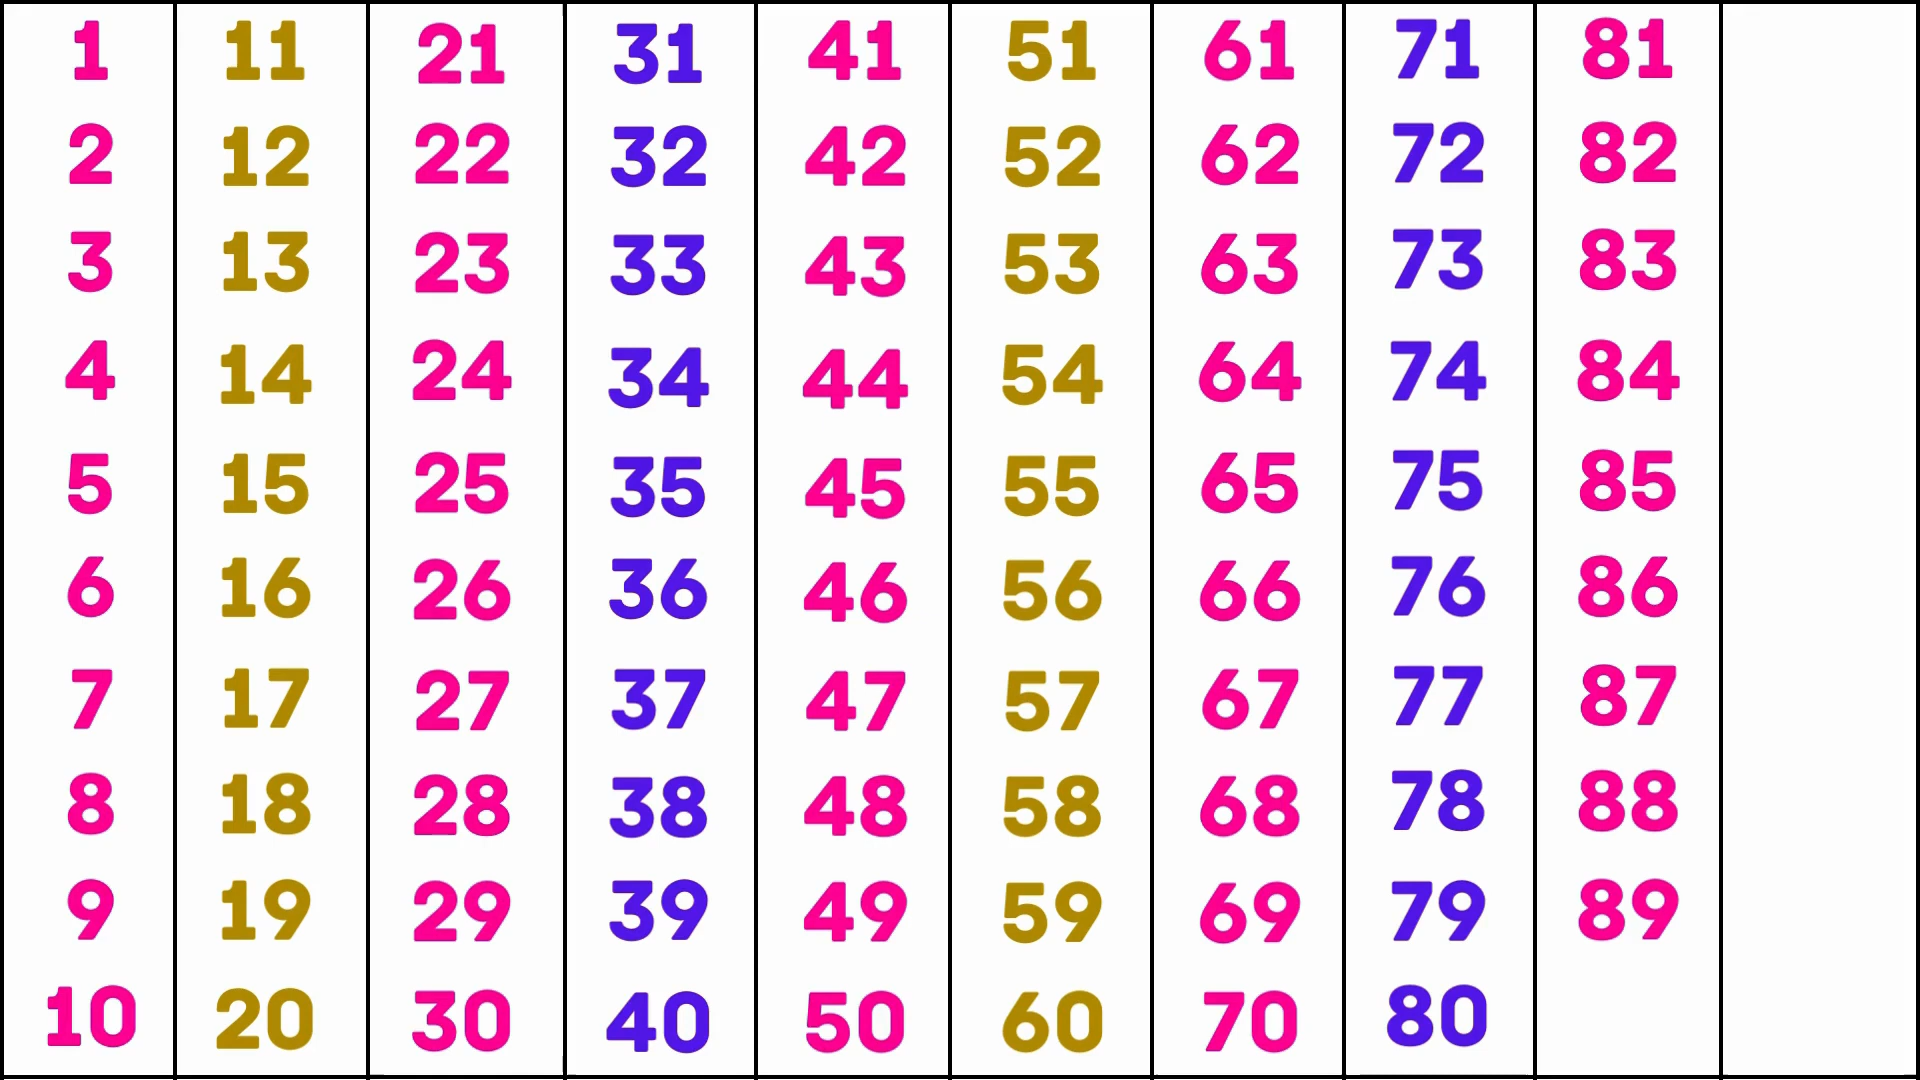 1 11 21 31 41 51 61 71 81
2 12 22 32 42 52 62 72 82
3 13 23 33 43 53 63 73 83
4 14 24 34 44 54 64 74 84
5 15 25 35 45 55 65 75 85
6 16 26 36 46 56 66 76 86
7 17 27 37 47 57 67 77 87
8 18 28 38 48 58 68 78 88
9 19 29 39 49 59 69 79 89
10 20 30 40 50 60 70 80